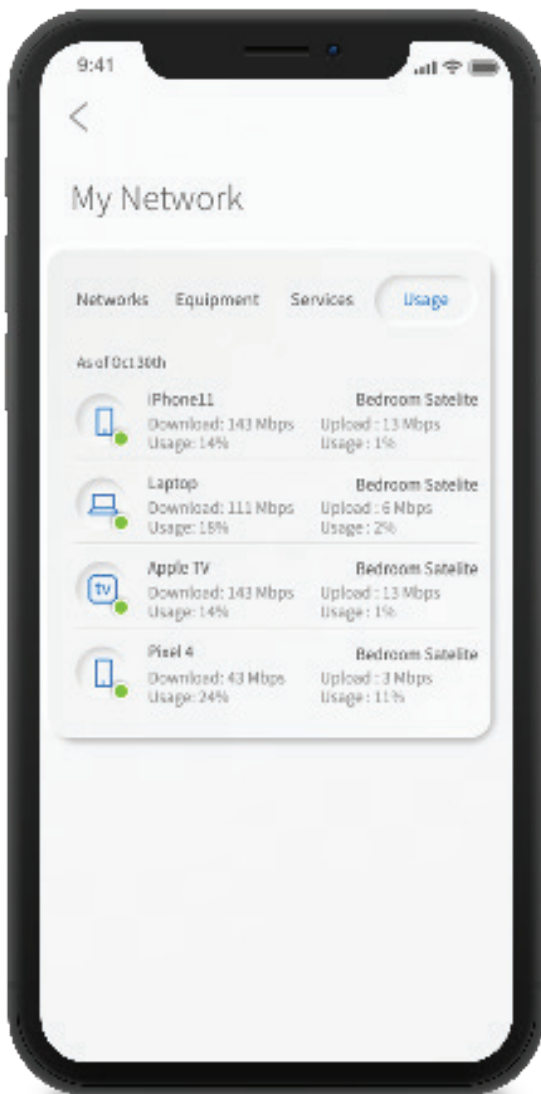 9:41
My Network
Networks Equipment Services Usage
As of Oct 30th
iPhone11 Bedroom Satelite
Download: 143 Mbps Upload : 13 Mbps
Usage: 14% Usage : 1%
Laptop Bedroom Satelite
Download: 111 Mbps Upload : 6 Mbps
Usage: 18% Usage : 2%
tv
Apple TV Bedroom Satelite
Download: 143 Mbps Upload : 13 Mbps
Usage: 14% Usage : 1%
Pixel 4 Bedroom Satelite
Download: 43 Mbps Upload : 3 Mbps
Usage: 24% Usage : 11%